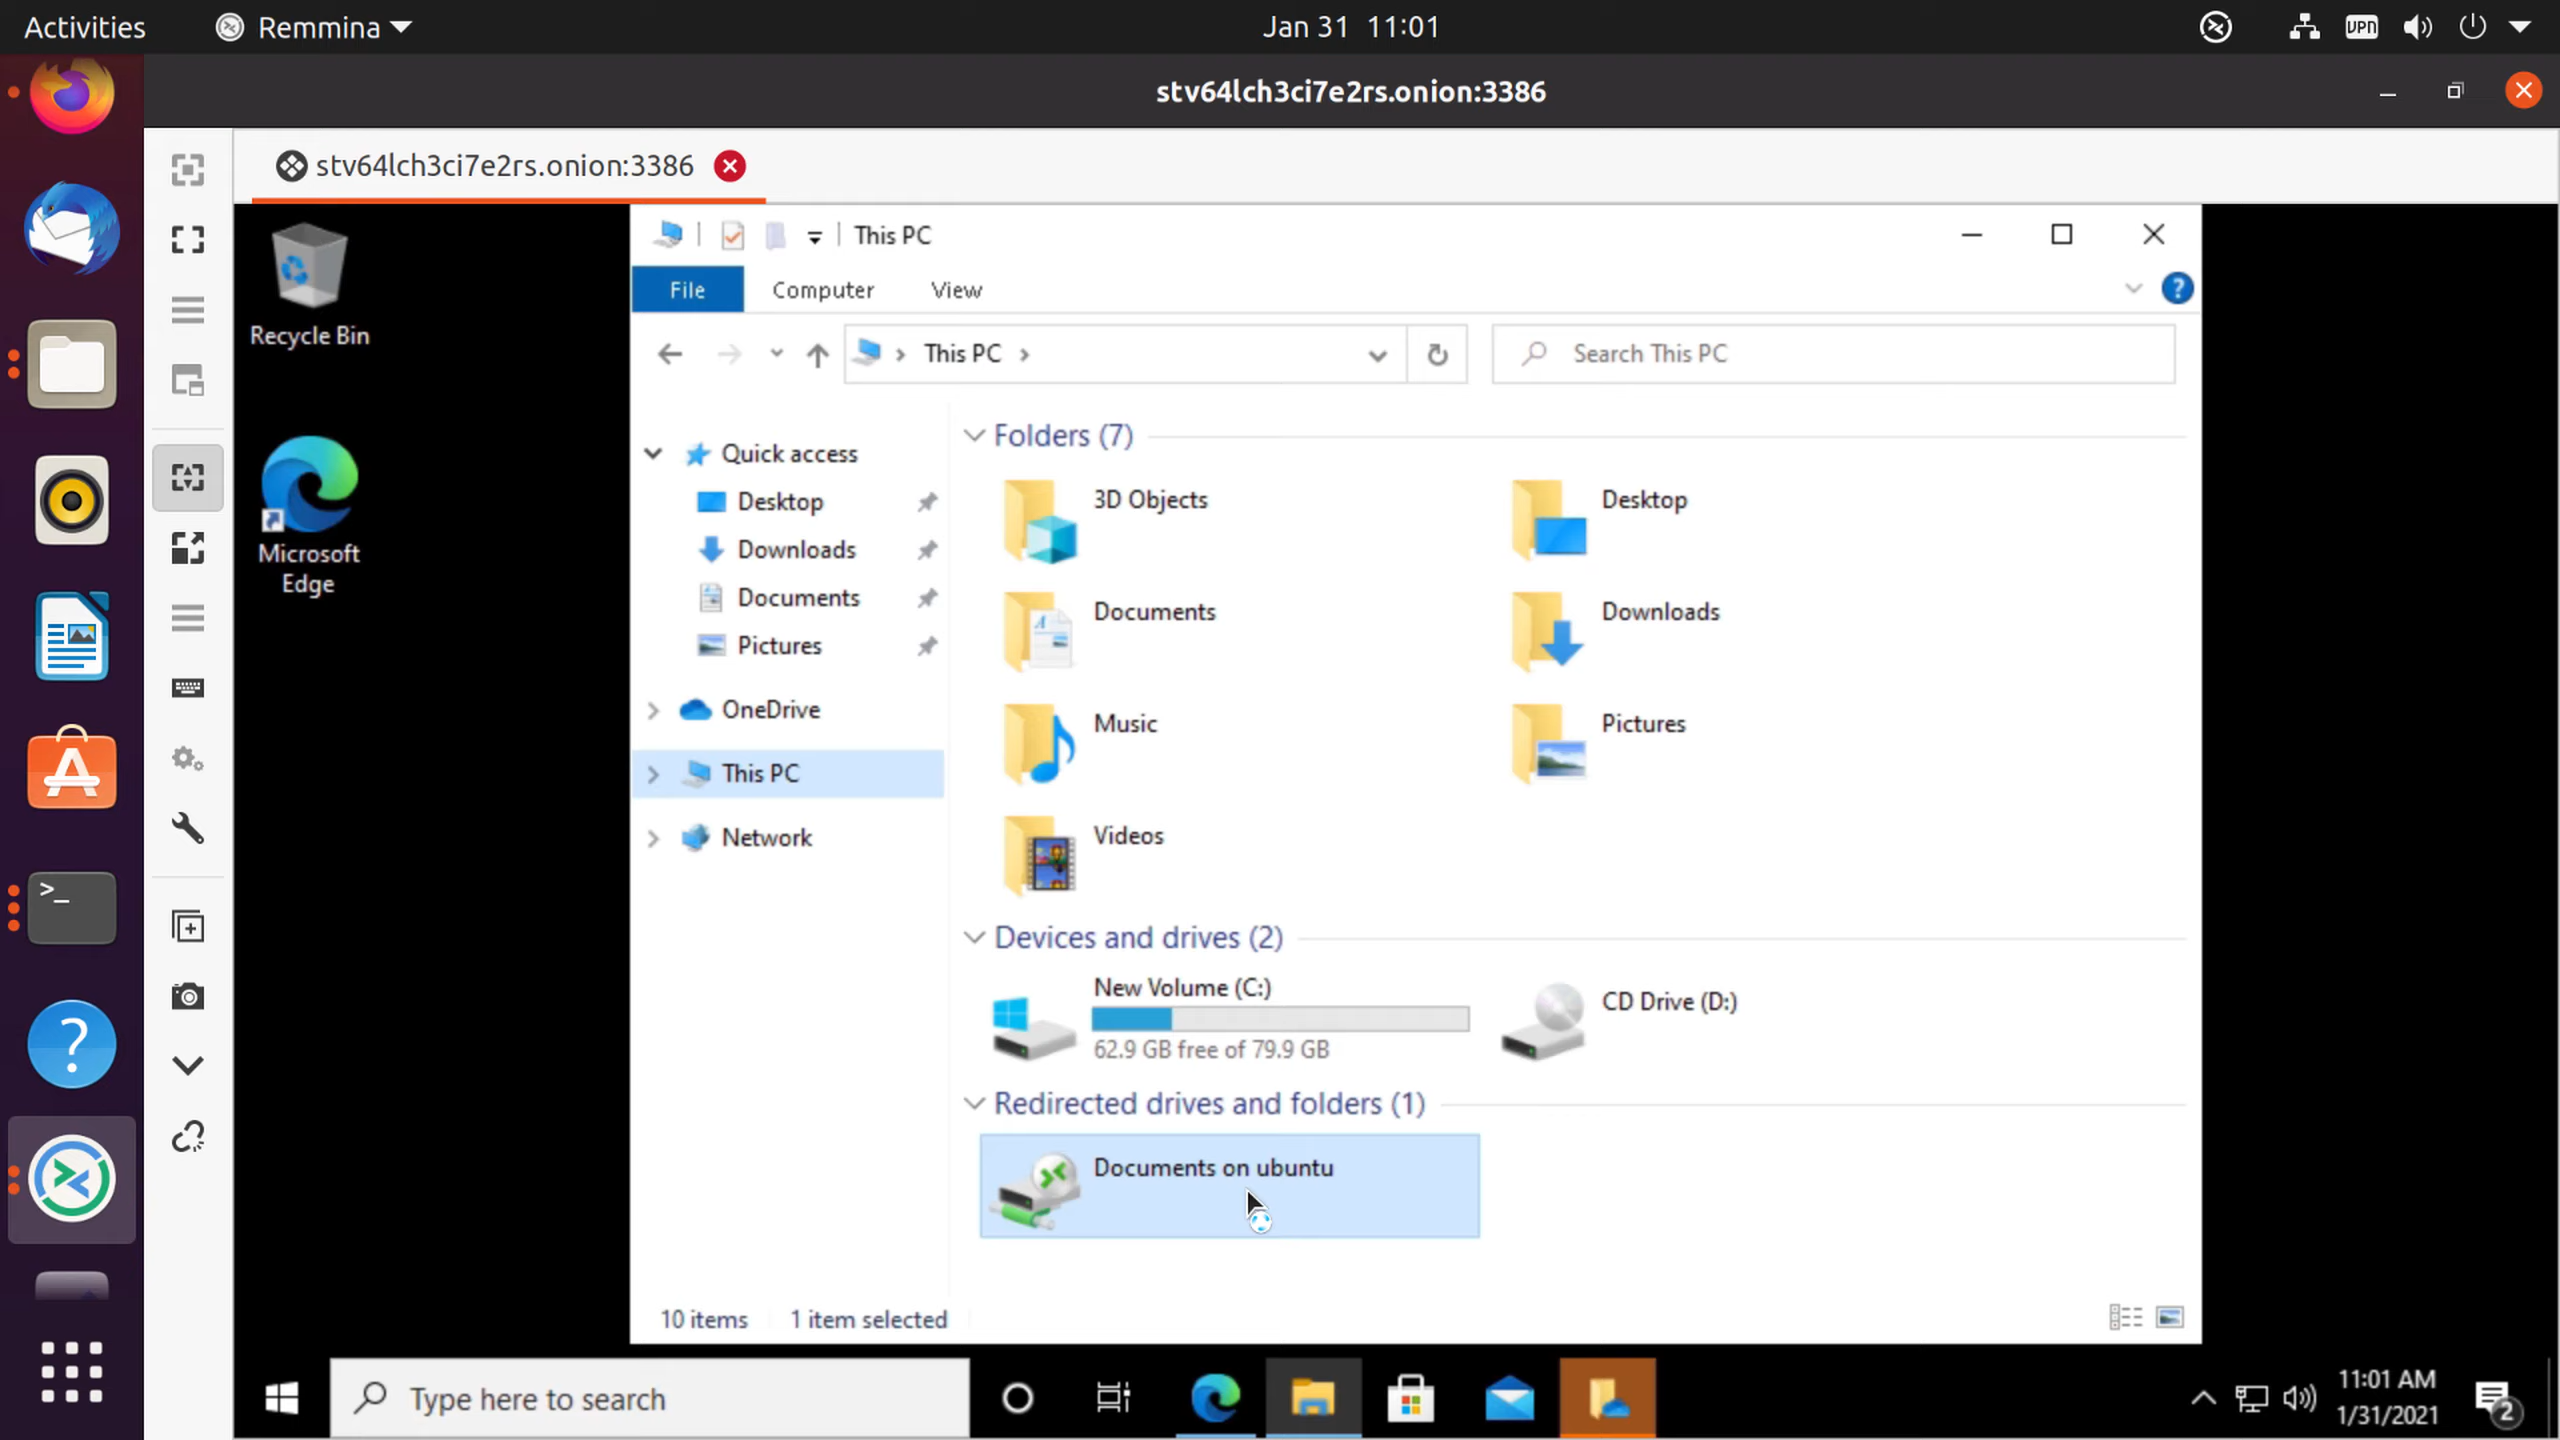 Activities
Remmina
Jan 31 11:01
VPN
stv64lch3ci7e2rs.onion:3386
stv64lch3ci7e2rs.onion:3386
This PC
File Computer View
This PC
Search This PC
Recycle Bin
Microsoft
Edge
Quick access
Desktop
Downloads
Documents
Pictures
OneDrive
This PC
Network
Folders (7)
3D Objects
Desktop
Documents
Downloads
Music
Pictures
Videos
Devices and drives (2)
New Volume (C:)
62.9 GB free of 79.9 GB
CD Drive (D:)
Redirected drives and folders (1)
Documents on ubuntu
10 items 1 item selected
Type here to search
11:01 AM
1/31/2021
2